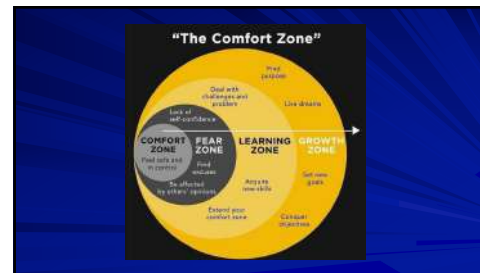 "The Comfort Zone"
Find
purpose
Deal with
challenges and
problem
Live dreams
Lack of
self-confidence
COMFORT
ZONE
FEAR
ZONE
LEARNING
ZONE
GROWTH
ZONE
Feel safe and
in control
Find
excuses
Set new
goals
Be affected
by others' opinions
Acquire
new skills
Extend your
comfort zone
Conquer
objectives